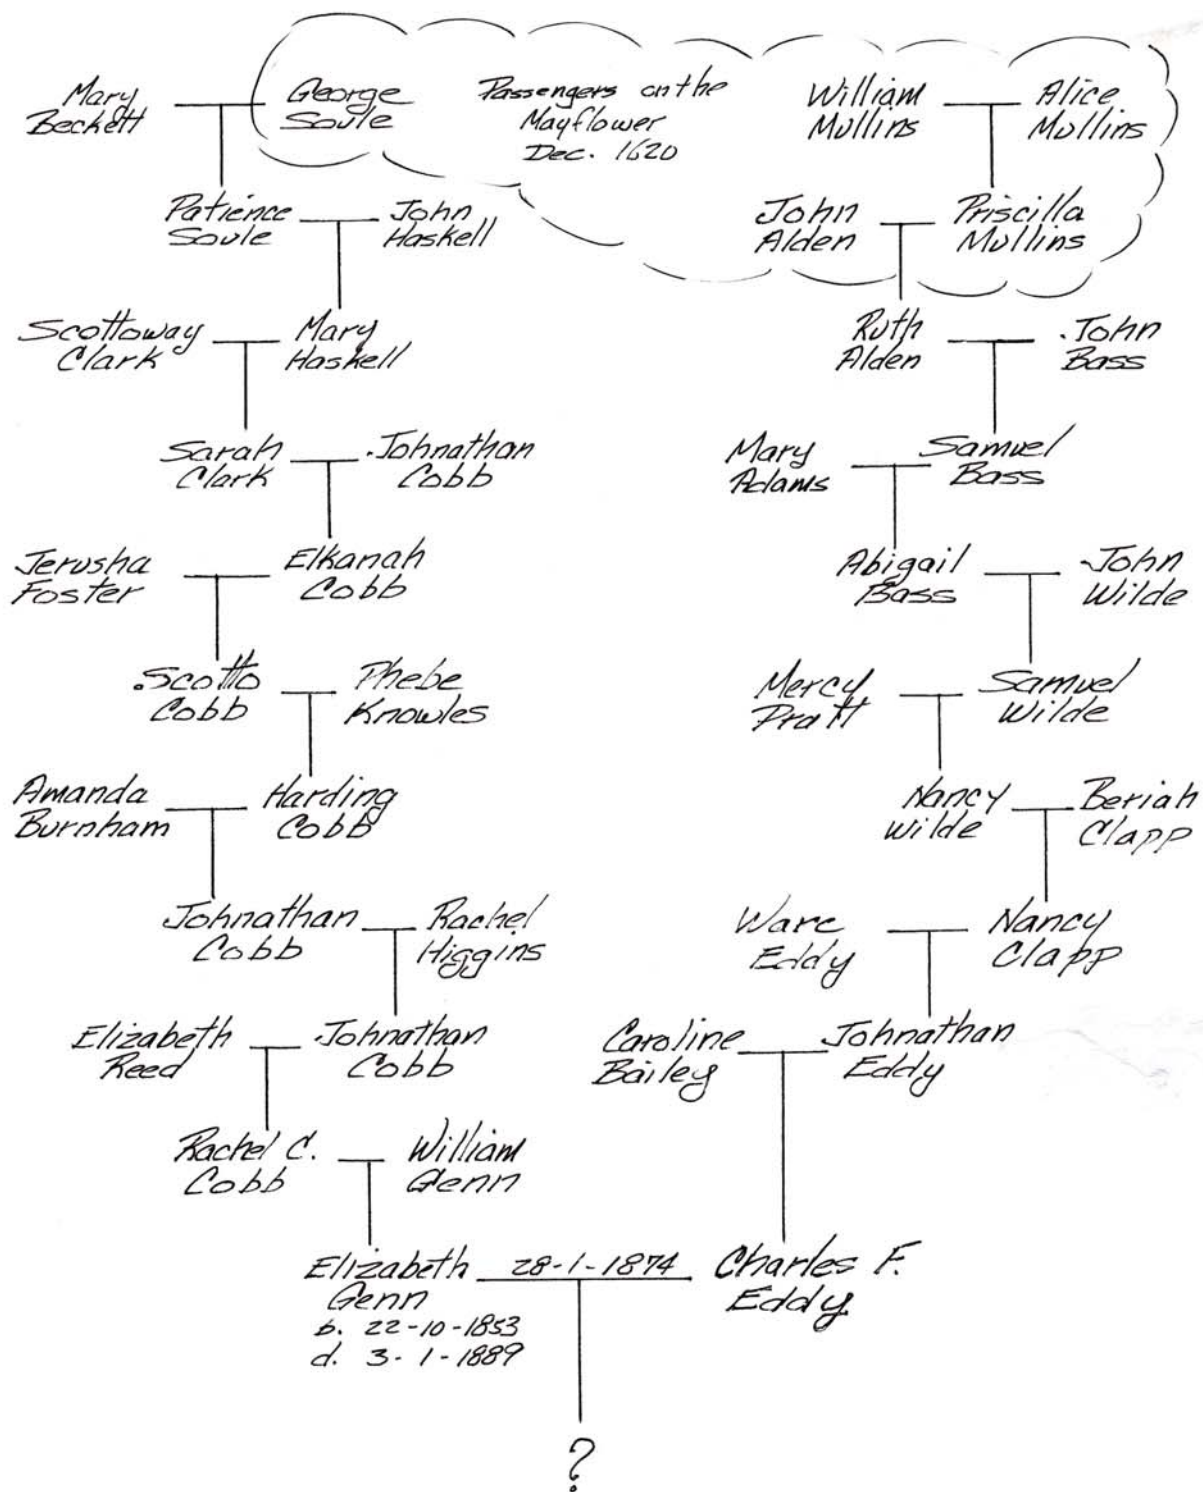 Mary
Beckett
George
Soule
Passengers on the
Mayflower
Dec. 1620
William
Mullins
Alice
Mullins
Patience
Soule
John
Haskell
John
Alden
Priscilla
Mullins
Scottoway
Clark
Mary
Haskell
Ruth
Alden
John
Bass
Sarah
Clark
Johnathan
Cobb
Mary
Adams
Samuel
Bass
Jerusha
Foster
Elkanah
Cobb
Abigail
Bass
John
Wilde
Scotto
Cobb
Phebe
Knowles
Mercy
Pratt
Samuel
Wilde
Amanda
Burnham
Harding
Cobb
Nancy
Wilde
Beriah
Clapp
Johnathan
Cobb
Rachel
Higgins
Ware
Eddy
Nancy
Clapp
Elizabeth
Reed
Johnathan
Cobb
Caroline
Bailey
Johnathan
Eddy
Rachel C.
Cobb
William
Genn
Elizabeth
Genn
b. 22-10-1853
d. 3-1-1889
28-1-1874
Charles F.
Eddy
?